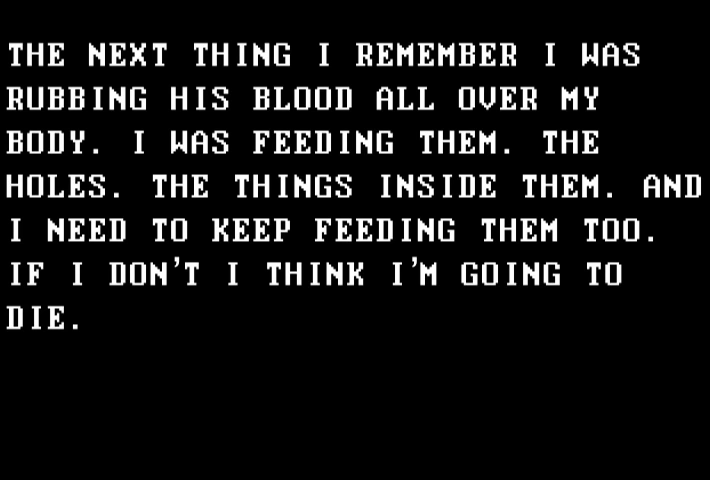 THE NEXT THING I REMEMBER I WAS
RUBBING HIS BLOOD ALL OVER MY
BODY. I WAS FEEDING THEM. THE
HOLES. THE THINGS INSIDE THEM. AND
I NEED TO KEEP FEEDING THEM TOO.
IF I DON'T I THINK I'M GOING TO
DIE.